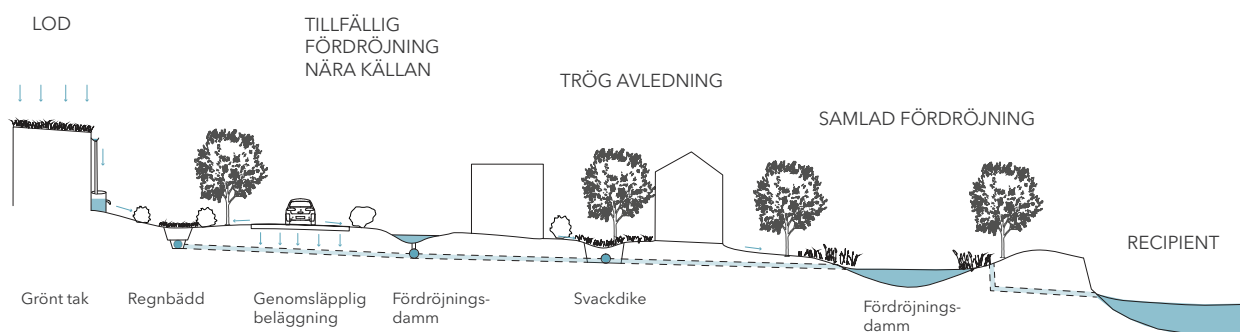 LOD
TILLFÄLLIG
FÖRDRÖJNING
NÄRA KÄLLAN
TRÖG AVLEDNING
SAMLAD FÖRDRÖJNING
RECIPIENT
Grönt tak
Regnbädd
Genomsläpplig
beläggning
Fördröjnings-
damm
Svackdike
Fördröjnings-
damm